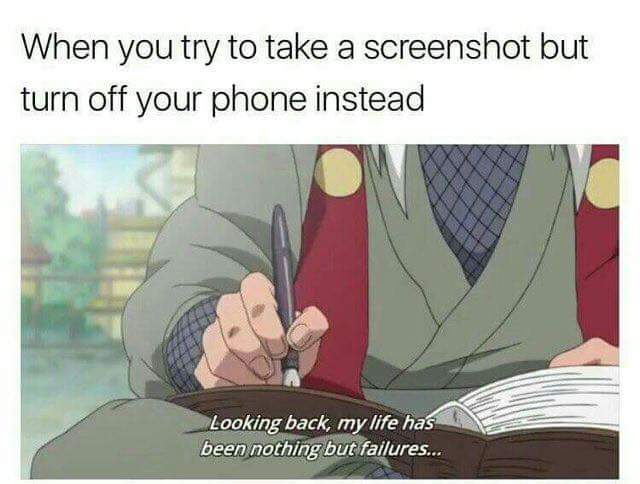 When you try to take a screenshot but
turn off your phone instead
Looking back, my life has
been nothing but failures...